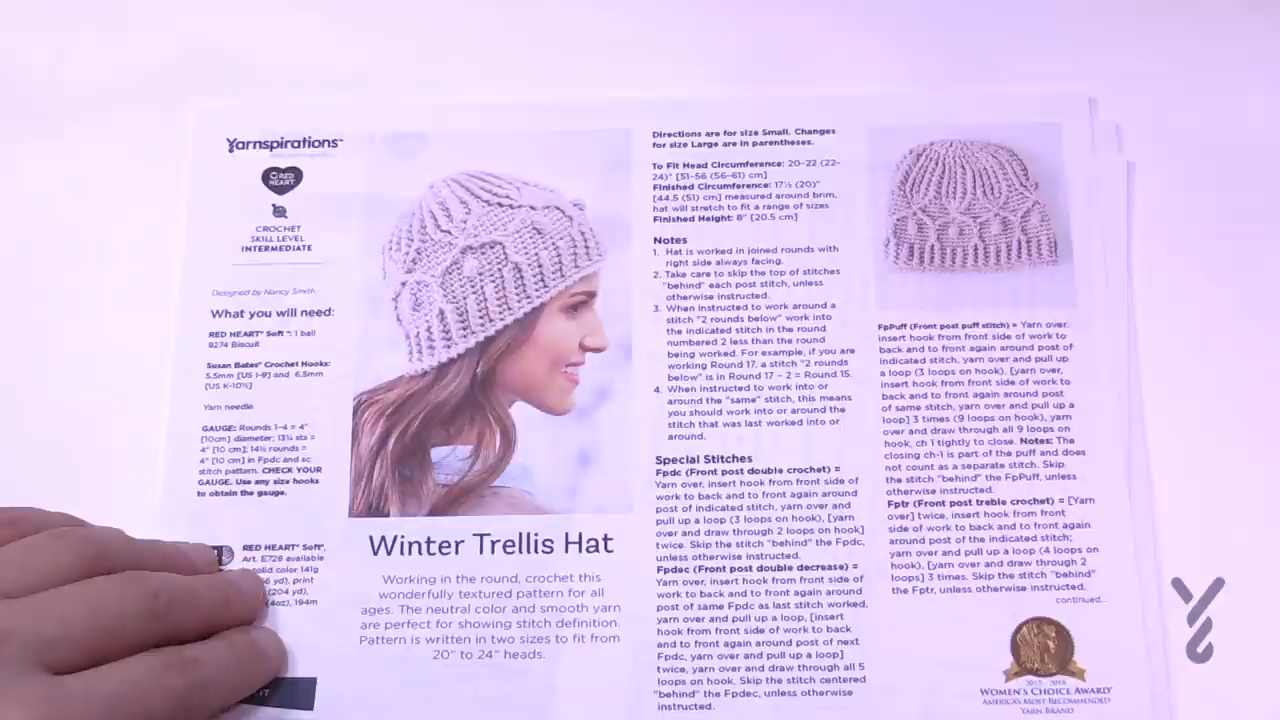 Yarnspirations™
RED
HEART
CROCHET
SKILL LEVEL
INTERMEDIATE
Designed by Nancy Smith
What you will need:
RED HEART® Soft®: 1 ball
9274 Biscuit
Susan Bates® Crochet Hooks:
5.5mm [US I-9] and 6.5mm
[US K-10½]
Yarn needle
GAUGE: Rounds 1-4 = 4"
[10cm] diameter; 13¼ sts =
4" [10 cm]; 14½ rounds =
4" [10 cm] in Fpdc and sc
stitch pattern. CHECK YOUR
GAUGE. Use any size hooks
to obtain the gauge.
RED HEART® Soft®,
Art. E728 available
solid color 141g
yd), print
(204 yd),
(4oz), 194m
Winter Trellis Hat
Working in the round, crochet this
wonderfully textured pattern for all
ages. The neutral color and smooth yarn
are perfect for showing stitch definition.
Pattern is written in two sizes to fit from
20" to 24" heads.
Directions are for size Small. Changes
for size Large are in parentheses.
To Fit Head Circumference: 20-22 (22-
24)" [51-56 (56-61) cm]
Finished Circumference: 17½ (20)"
[44.5 (51) cm] measured around brim,
hat will stretch to fit a range of sizes
Finished Height: 8" [20.5 cm]
Notes
1. Hat is worked in joined rounds with
right side always facing.
2. Take care to skip the top of stitches
"behind" each post stitch, unless
otherwise instructed.
3. When instructed to work around a
stitch "2 rounds below" work into
the indicated stitch in the round
numbered 2 less than the round
being worked. For example, if you are
working Round 17, a stitch "2 rounds
below" is in Round 17 – 2 = Round 15.
4. When instructed to work into or
around the "same" stitch, this means
you should work into or around the
stitch that was last worked into or
around.
Special Stitches
Fpdc (Front post double crochet) =
Yarn over, insert hook from front side of
work to back and to front again around
post of indicated stitch, yarn over and
pull up a loop (3 loops on hook), [yarn
over and draw through 2 loops on hook]
twice. Skip the stitch "behind" the Fpdc,
unless otherwise instructed.
Fpdec (Front post double decrease) =
Yarn over, insert hook from front side of
work to back and to front again around
post of same Fpdc as last stitch worked,
yarn over and pull up a loop, [insert
hook from front side of work to back
and to front again around post of next
Fpdc, yarn over and pull up a loop]
twice, yarn over and draw through all 5
loops on hook. Skip the stitch centered
"behind" the Fpdec, unless otherwise
instructed.
FpPuff (Front post puff stitch) = Yarn over,
insert hook from front side of work to
back and to front again around post of
indicated stitch, yarn over and pull up
a loop (3 loops on hook), [yarn over,
insert hook from front side of work to
back and to front again around post
of same stitch, yarn over and pull up a
loop] 3 times (9 loops on hook), yarn
over and draw through all 9 loops on
hook, ch 1 tightly to close. Notes: The
closing ch-1 is part of the puff and does
not count as a separate stitch. Skip
the stitch "behind" the FpPuff, unless
otherwise instructed.
Fptr (Front post treble crochet) = [Yarn
over] twice, insert hook from front
side of work to back and to front again
around post of the indicated stitch;
yarn over and pull up a loop (4 loops on
hook), [yarn over and draw through 2
loops] 3 times. Skip the stitch "behind"
the Fptr, unless otherwise instructed.
continued...
2015 - 2018
WOMEN'S CHOICE AWARD®
AMERICA'S MOST RECOMMENDED
YARN BRAND